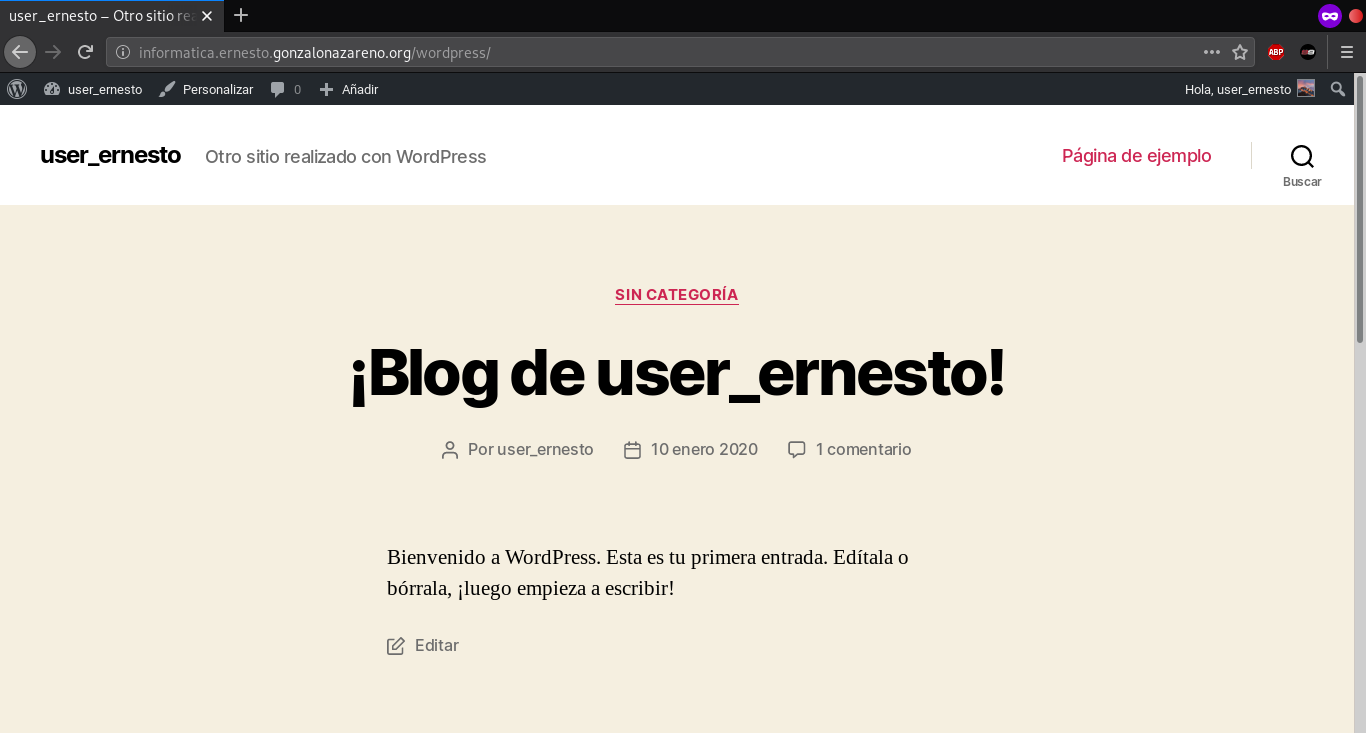 user_ernesto – Otro sitio rea
informatica.ernesto.gonzalonazareno.org/wordpress/
ABP
user_ernesto Personalizar 0 Añadir Hola, user_ernesto
user_ernesto Otro sitio realizado con WordPress Página de ejemplo
Buscar
SIN CATEGORÍA
¡Blog de user_ernesto!
Por user_ernesto 10 enero 2020 1 comentario
Bienvenido a WordPress. Esta es tu primera entrada. Edítala o
bórrala, ¡luego empieza a escribir!
Editar